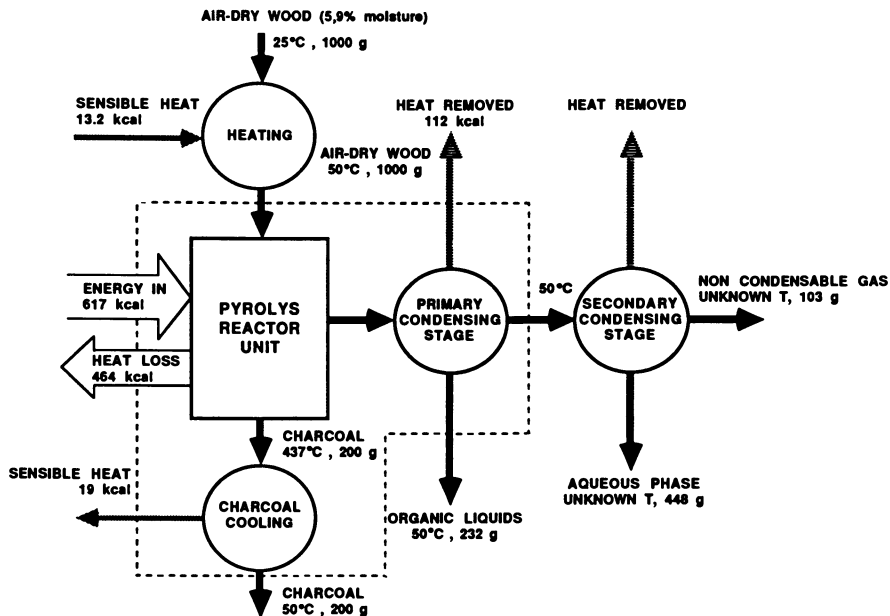 AIR-DRY WOOD (5,9% moisture)
25°C , 1000 g
SENSIBLE HEAT
13.2 kcal
HEATING
HEAT REMOVED
112 kcal
HEAT REMOVED
AIR-DRY WOOD
50°C , 1000 g
ENERGY IN
617 kcal
PYROLYS
REACTOR
UNIT
PRIMARY
CONDENSING
STAGE
50°C
SECONDARY
CONDENSING
STAGE
NON CONDENSABLE GAS
UNKNOWN T, 103 g
HEAT LOSS
464 kcal
CHARCOAL
437°C , 200 g
SENSIBLE HEAT
19 kcal
CHARCOAL
COOLING
ORGANIC LIQUIDS
50°C , 232 g
AQUEOUS PHASE
UNKNOWN T, 448 g
CHARCOAL
50°C , 200 g